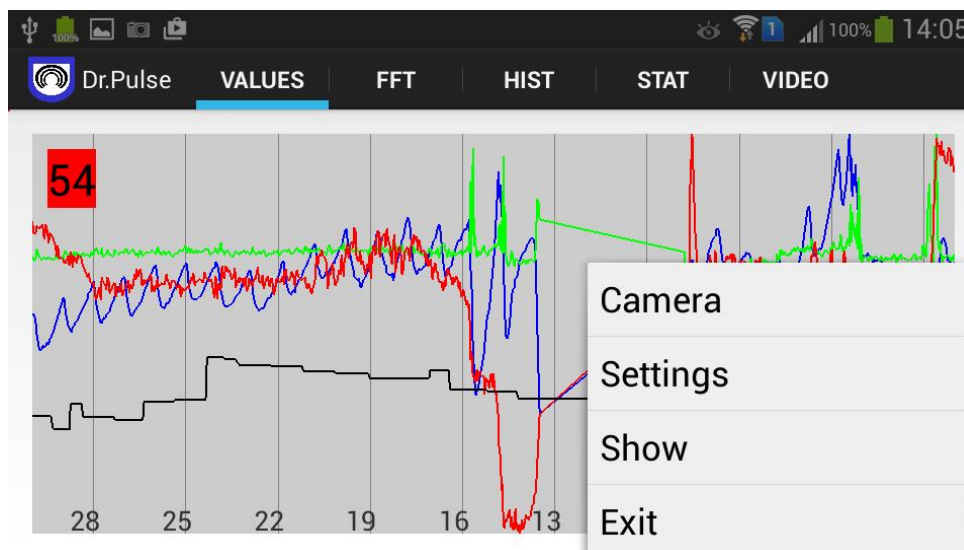 100%
1
100%
14:05
Dr.Pulse VALUES FFT HIST STAT VIDEO
54
Camera
Settings
Show
Exit
28 25 22 19 16 13